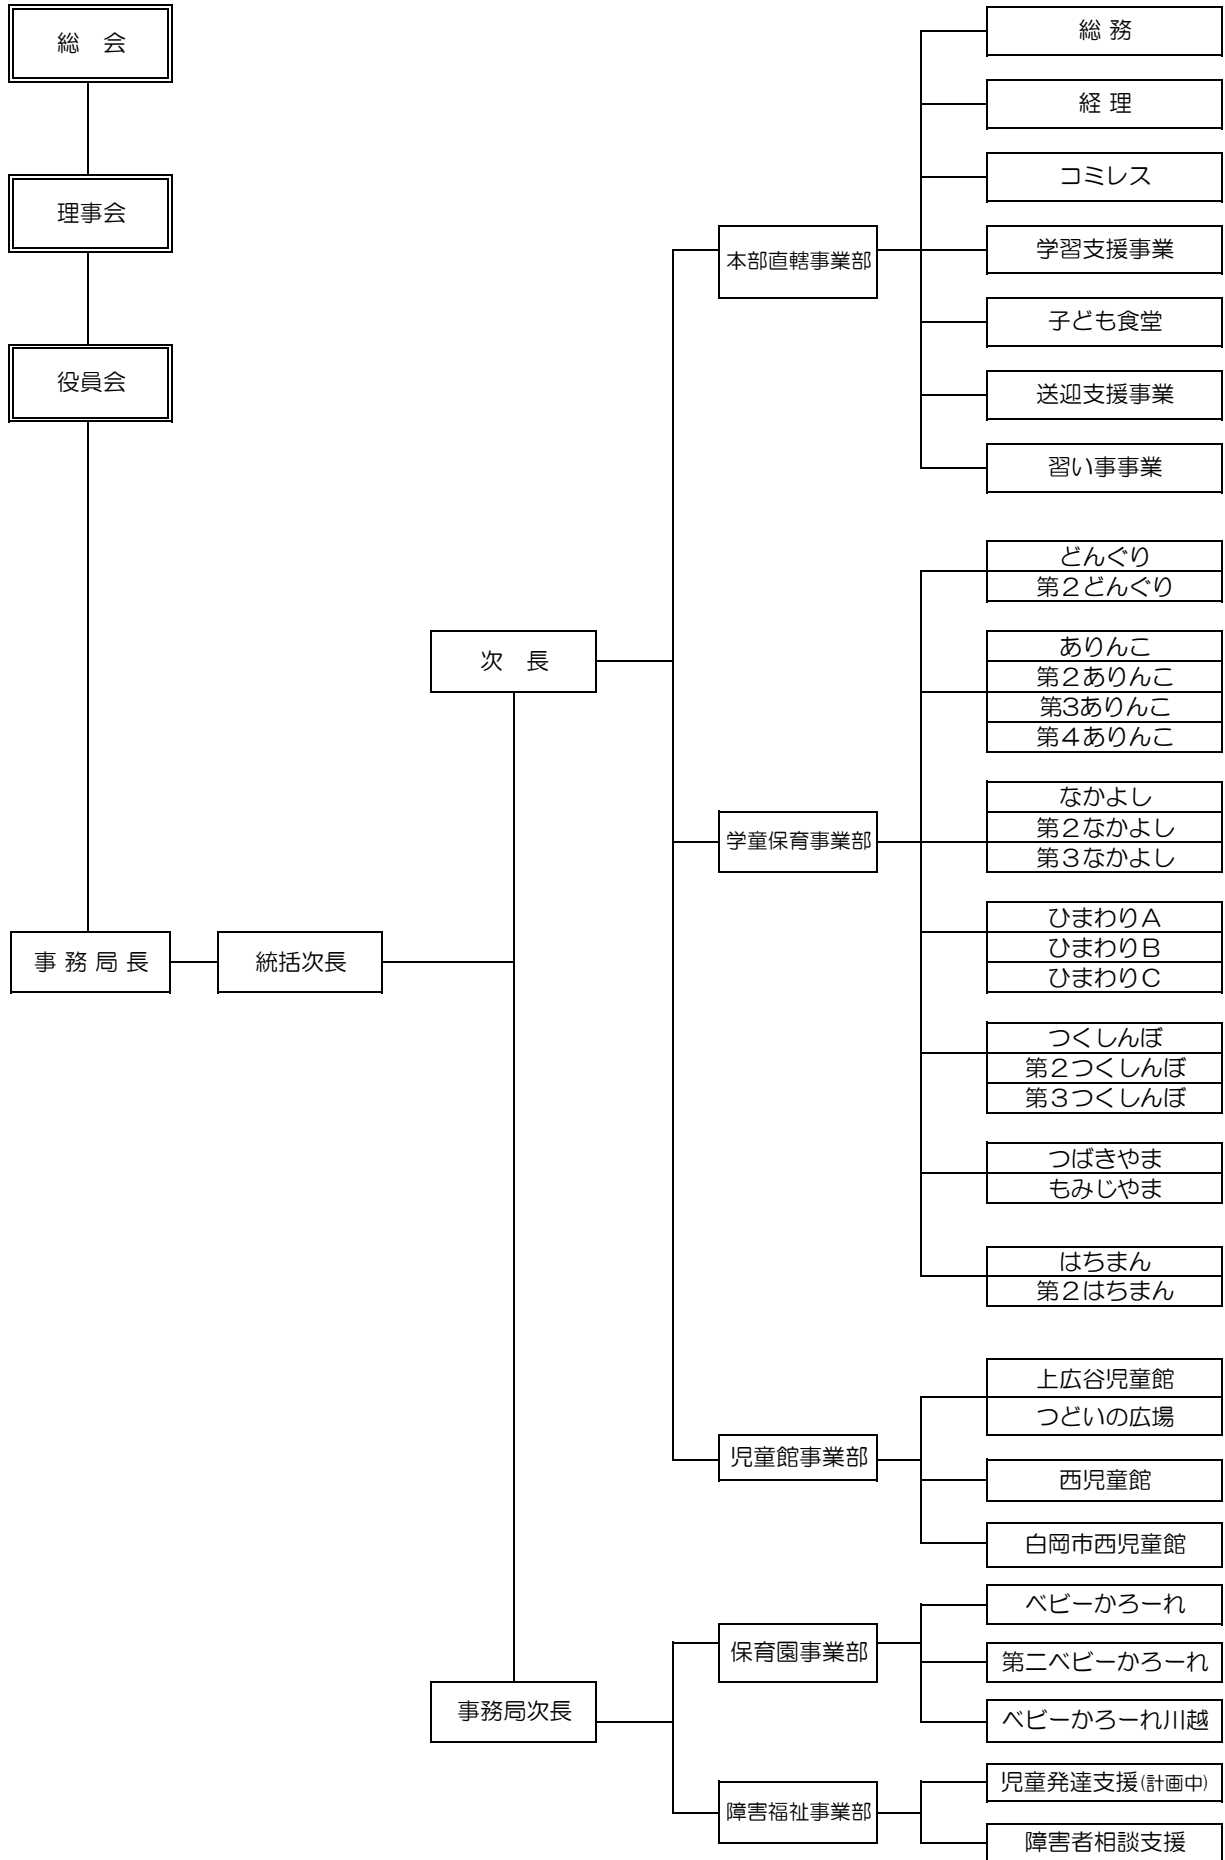 総　会
理事会
役員会
事 務 局 長
統括次長
次　長
事務局次長
本部直轄事業部
総 務
経 理
コミレス
学習支援事業
子ども食堂
送迎支援事業
習い事事業
学童保育事業部
どんぐり
第２どんぐり
ありんこ
第２ありんこ
第3ありんこ
第４ありんこ
なかよし
第２なかよし
第３なかよし
ひまわりＡ
ひまわりＢ
ひまわりＣ
つくしんぼ
第２つくしんぼ
第３つくしんぼ
つばきやま
もみじやま
はちまん
第２はちまん
児童館事業部
上広谷児童館
つどいの広場
西児童館
白岡市西児童館
保育園事業部
ベビーかろーれ
第二ベビーかろーれ
ベビーかろーれ川越
障害福祉事業部
児童発達支援(計画中)
障害者相談支援